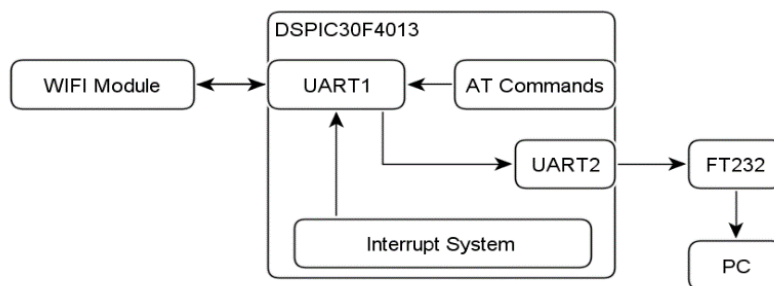 DSPIC30F4013
WIFI Module
UART1
AT Commands
UART2
FT232
Interrupt System
PC